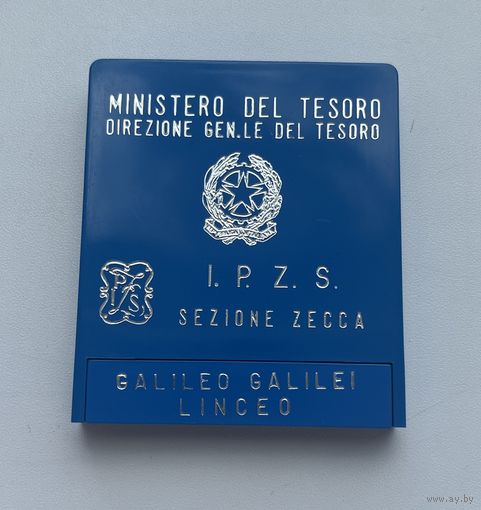 MINISTERO DEL TESORO
DIREZIONE GEN.LE DEL TESORO
I. P. Z. S.
SEZIONE ZECCA
GALILEO GALILEI
LINCEO
www.ay.by